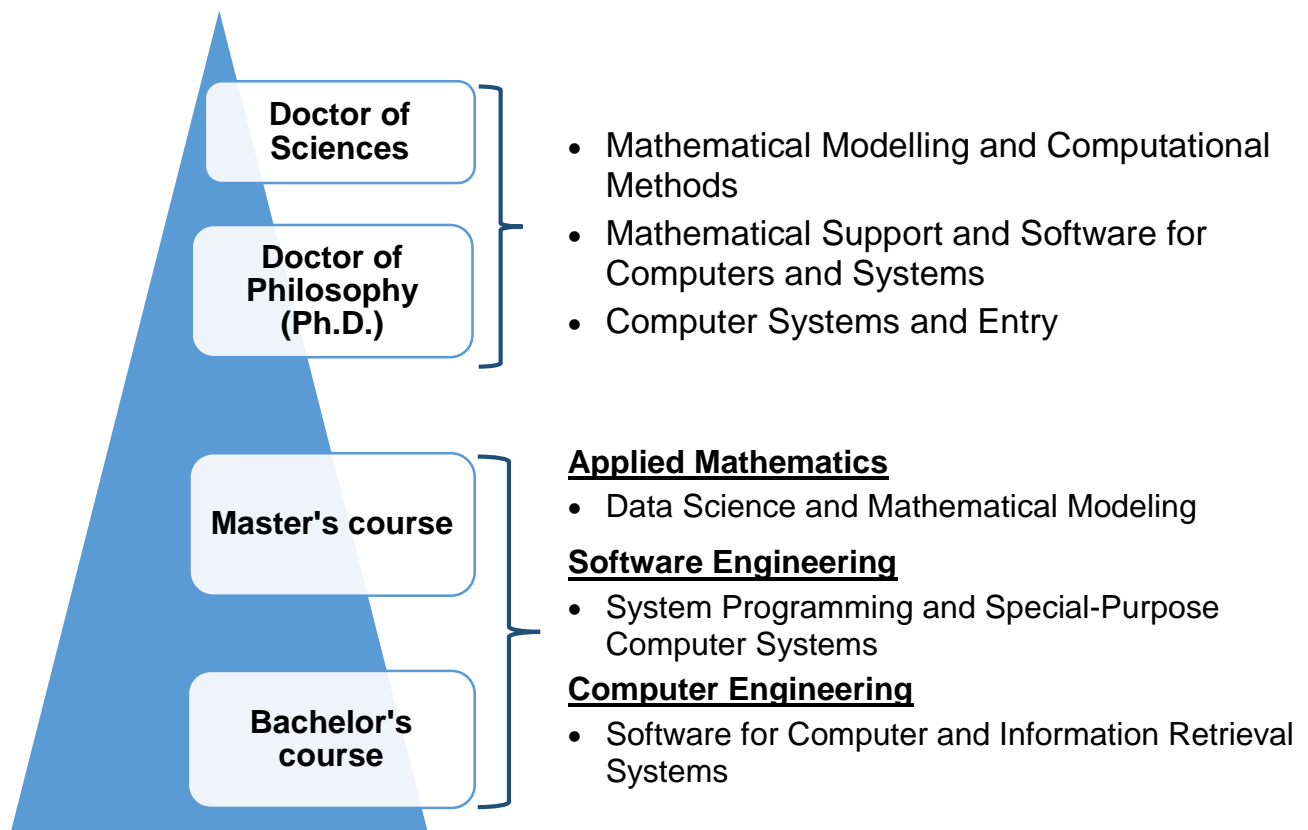 Doctor of
Sciences
Doctor of
Philosophy
(Ph.D.)
• Mathematical Modelling and Computational
Methods
• Mathematical Support and Software for
Computers and Systems
• Computer Systems and Entry
Master's course
Bachelor's
course
Applied Mathematics
• Data Science and Mathematical Modeling
Software Engineering
• System Programming and Special-Purpose
Computer Systems
Computer Engineering
• Software for Computer and Information Retrieval
Systems